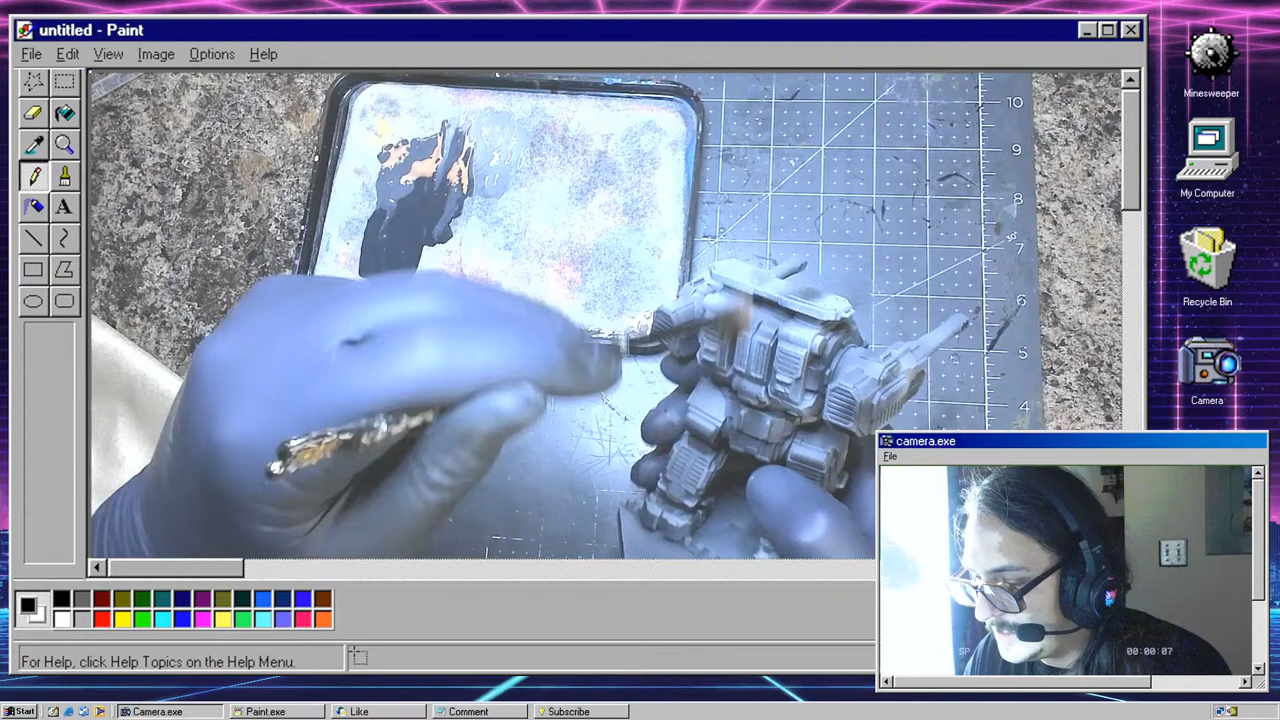 untitled - Paint
File Edit View Image Options Help
Minesweeper
My Computer
Recycle Bin
Camera
10
9
8
7
6
5
4
camera.exe
File
SP 00:00:07
For Help, click Help Topics on the Help Menu.
Start Camera.exe Paint.exe Like Comment Subscribe